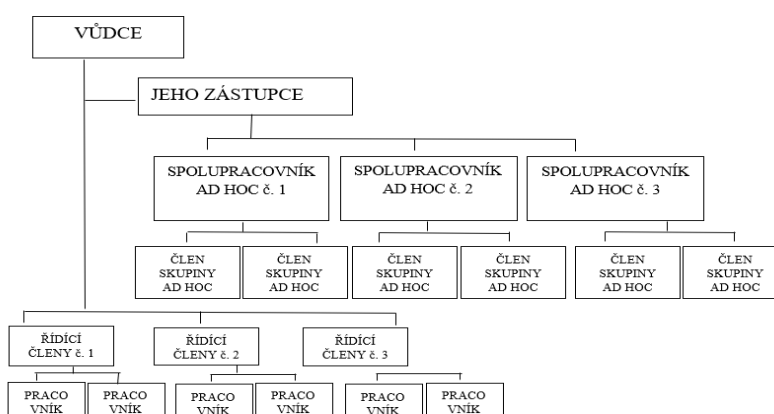 VŮDCE
JEHO ZÁSTUPCE
SPOLUPRACOVNÍK
AD HOC č. 1
SPOLUPRACOVNÍK
AD HOC č. 2
SPOLUPRACOVNÍK
AD HOC č. 3
ČLEN
SKUPINY
AD HOC
ČLEN
SKUPINY
AD HOC
ČLEN
SKUPINY
AD HOC
ČLEN
SKUPINY
AD HOC
ČLEN
SKUPINY
AD HOC
ČLEN
SKUPINY
AD HOC
ŘÍDÍCÍ
ČLENY č. 1
ŘÍDÍCÍ
ČLENY č. 2
ŘÍDÍCÍ
ČLENY č. 3
PRACO
VNÍK
PRACO
VNÍK
PRACO
VNÍK
PRACO
VNÍK
PRACO
VNÍK
PRACO
VNÍK